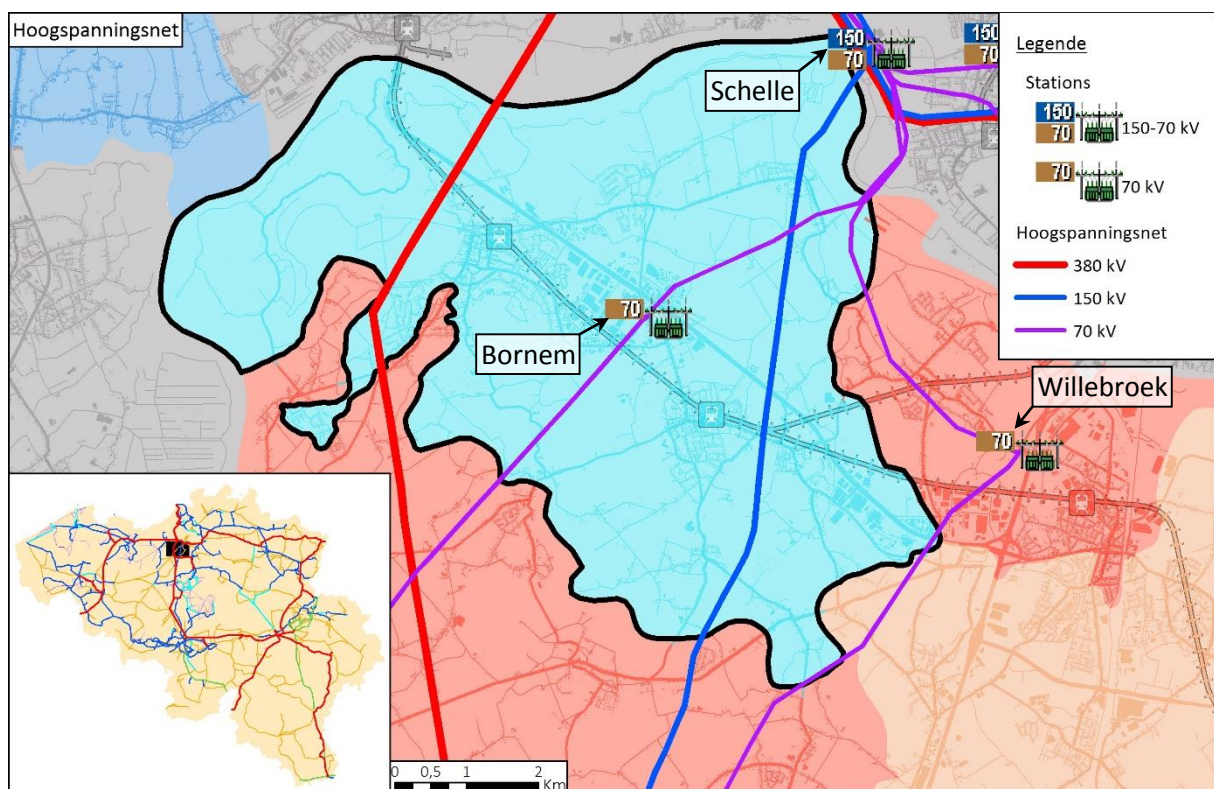 Hoogspanningsnet
150
70
Schelle
150
70
Legende
Stations
150
70
150-70 kV
70
70 kV
Hoogspanningsnet
380 kV
150 kV
70 kV
70
Bornem
Willebroek
70
0 0,5 1 2
Km